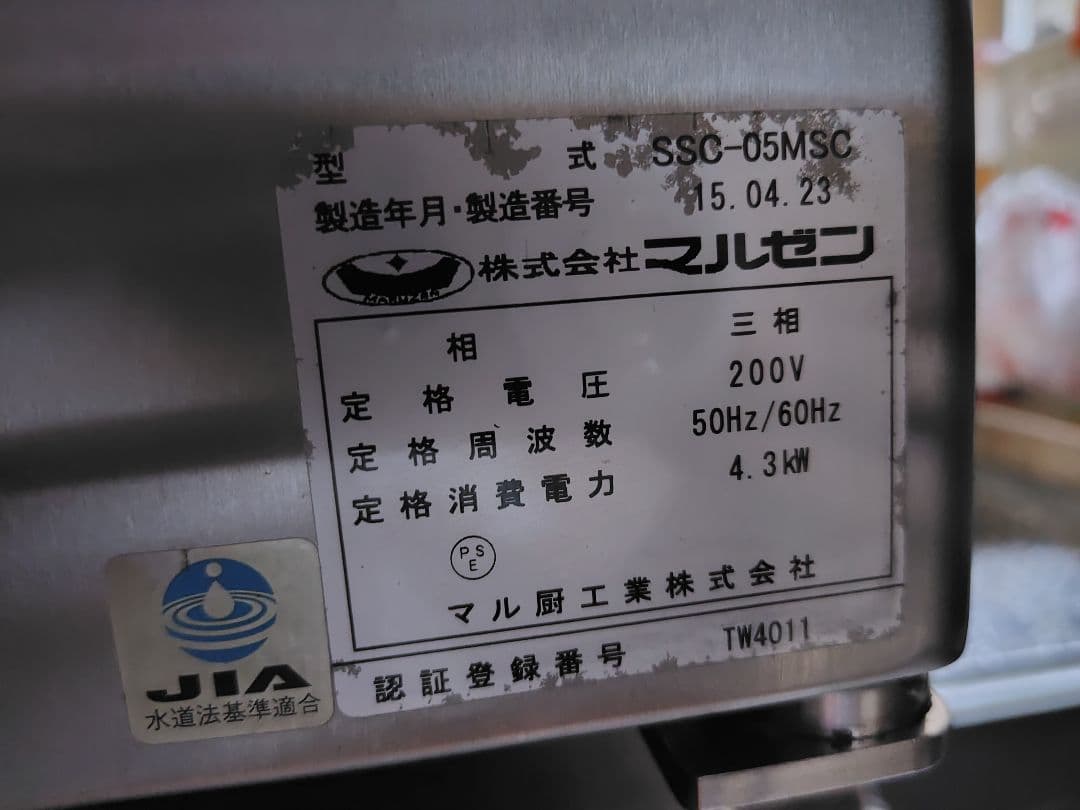 型 式 SSC-05MSC
製造年月・製造番号 15.04.23
MARUZEN 株式会社マルゼン
相 三相
定格電圧 200V
定格周波数 50Hz/60Hz
定格消費電力 4.3kW
PSE
マル厨工業株式会社
認証登録番号 TW4011
JIA
水道法基準適合